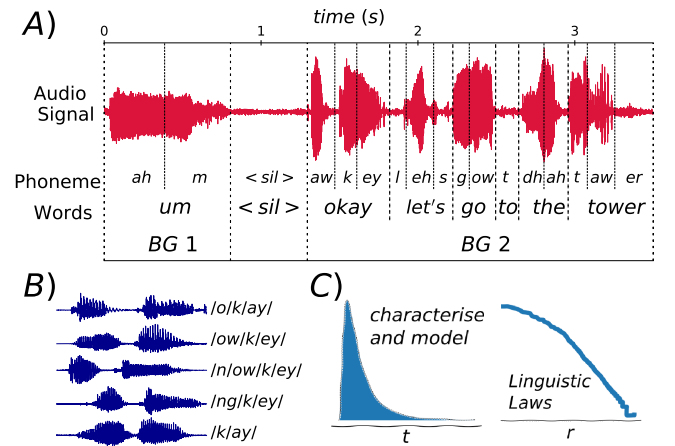 A)
time (s)
0 1 2 3
Audio
Signal
Phoneme ah m < sil > aw k ey l eh s g ow t dh ah t aw er
Words um < sil > okay let's go to the tower
BG 1 BG 2
B)
/o/k/ay/
/ow/k/ey/
/n/ow/k/ey/
/ng/k/ey/
/k/ay/
C)
characterise
and model
t
Linguistic
Laws
r